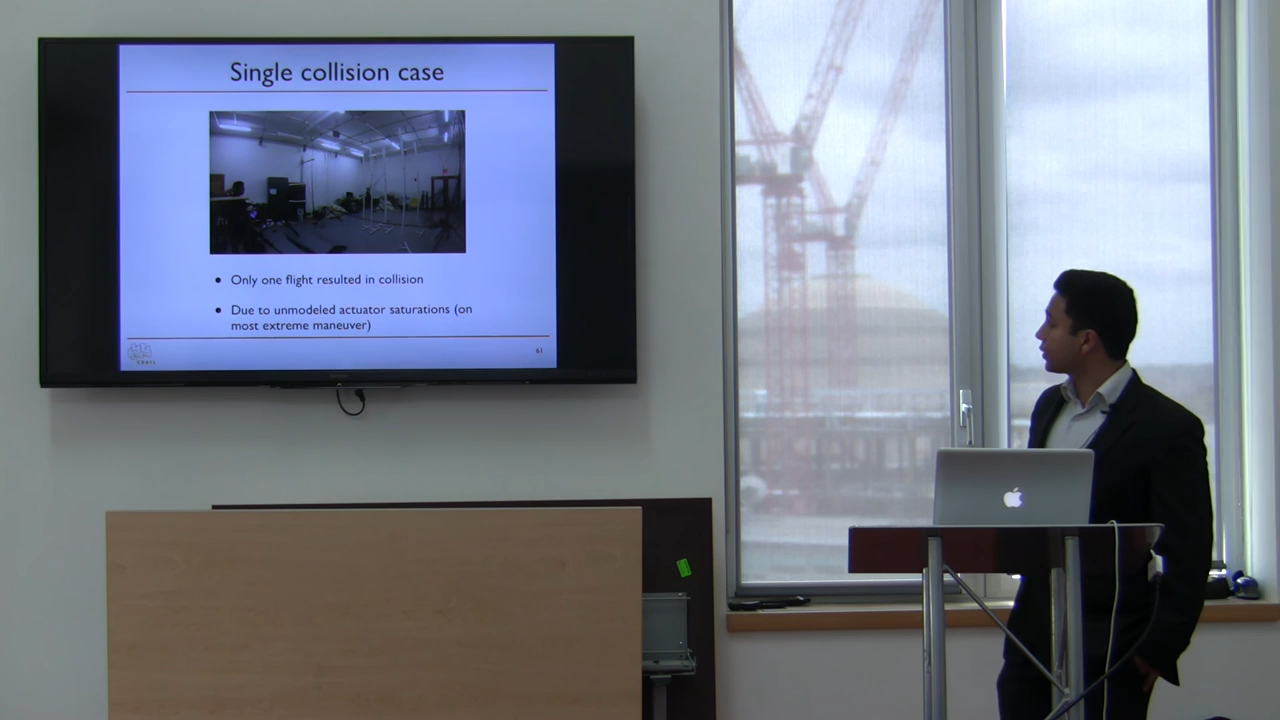 Single collision case
• Only one flight resulted in collision
• Due to unmodeled actuator saturations (on
most extreme maneuver)
61